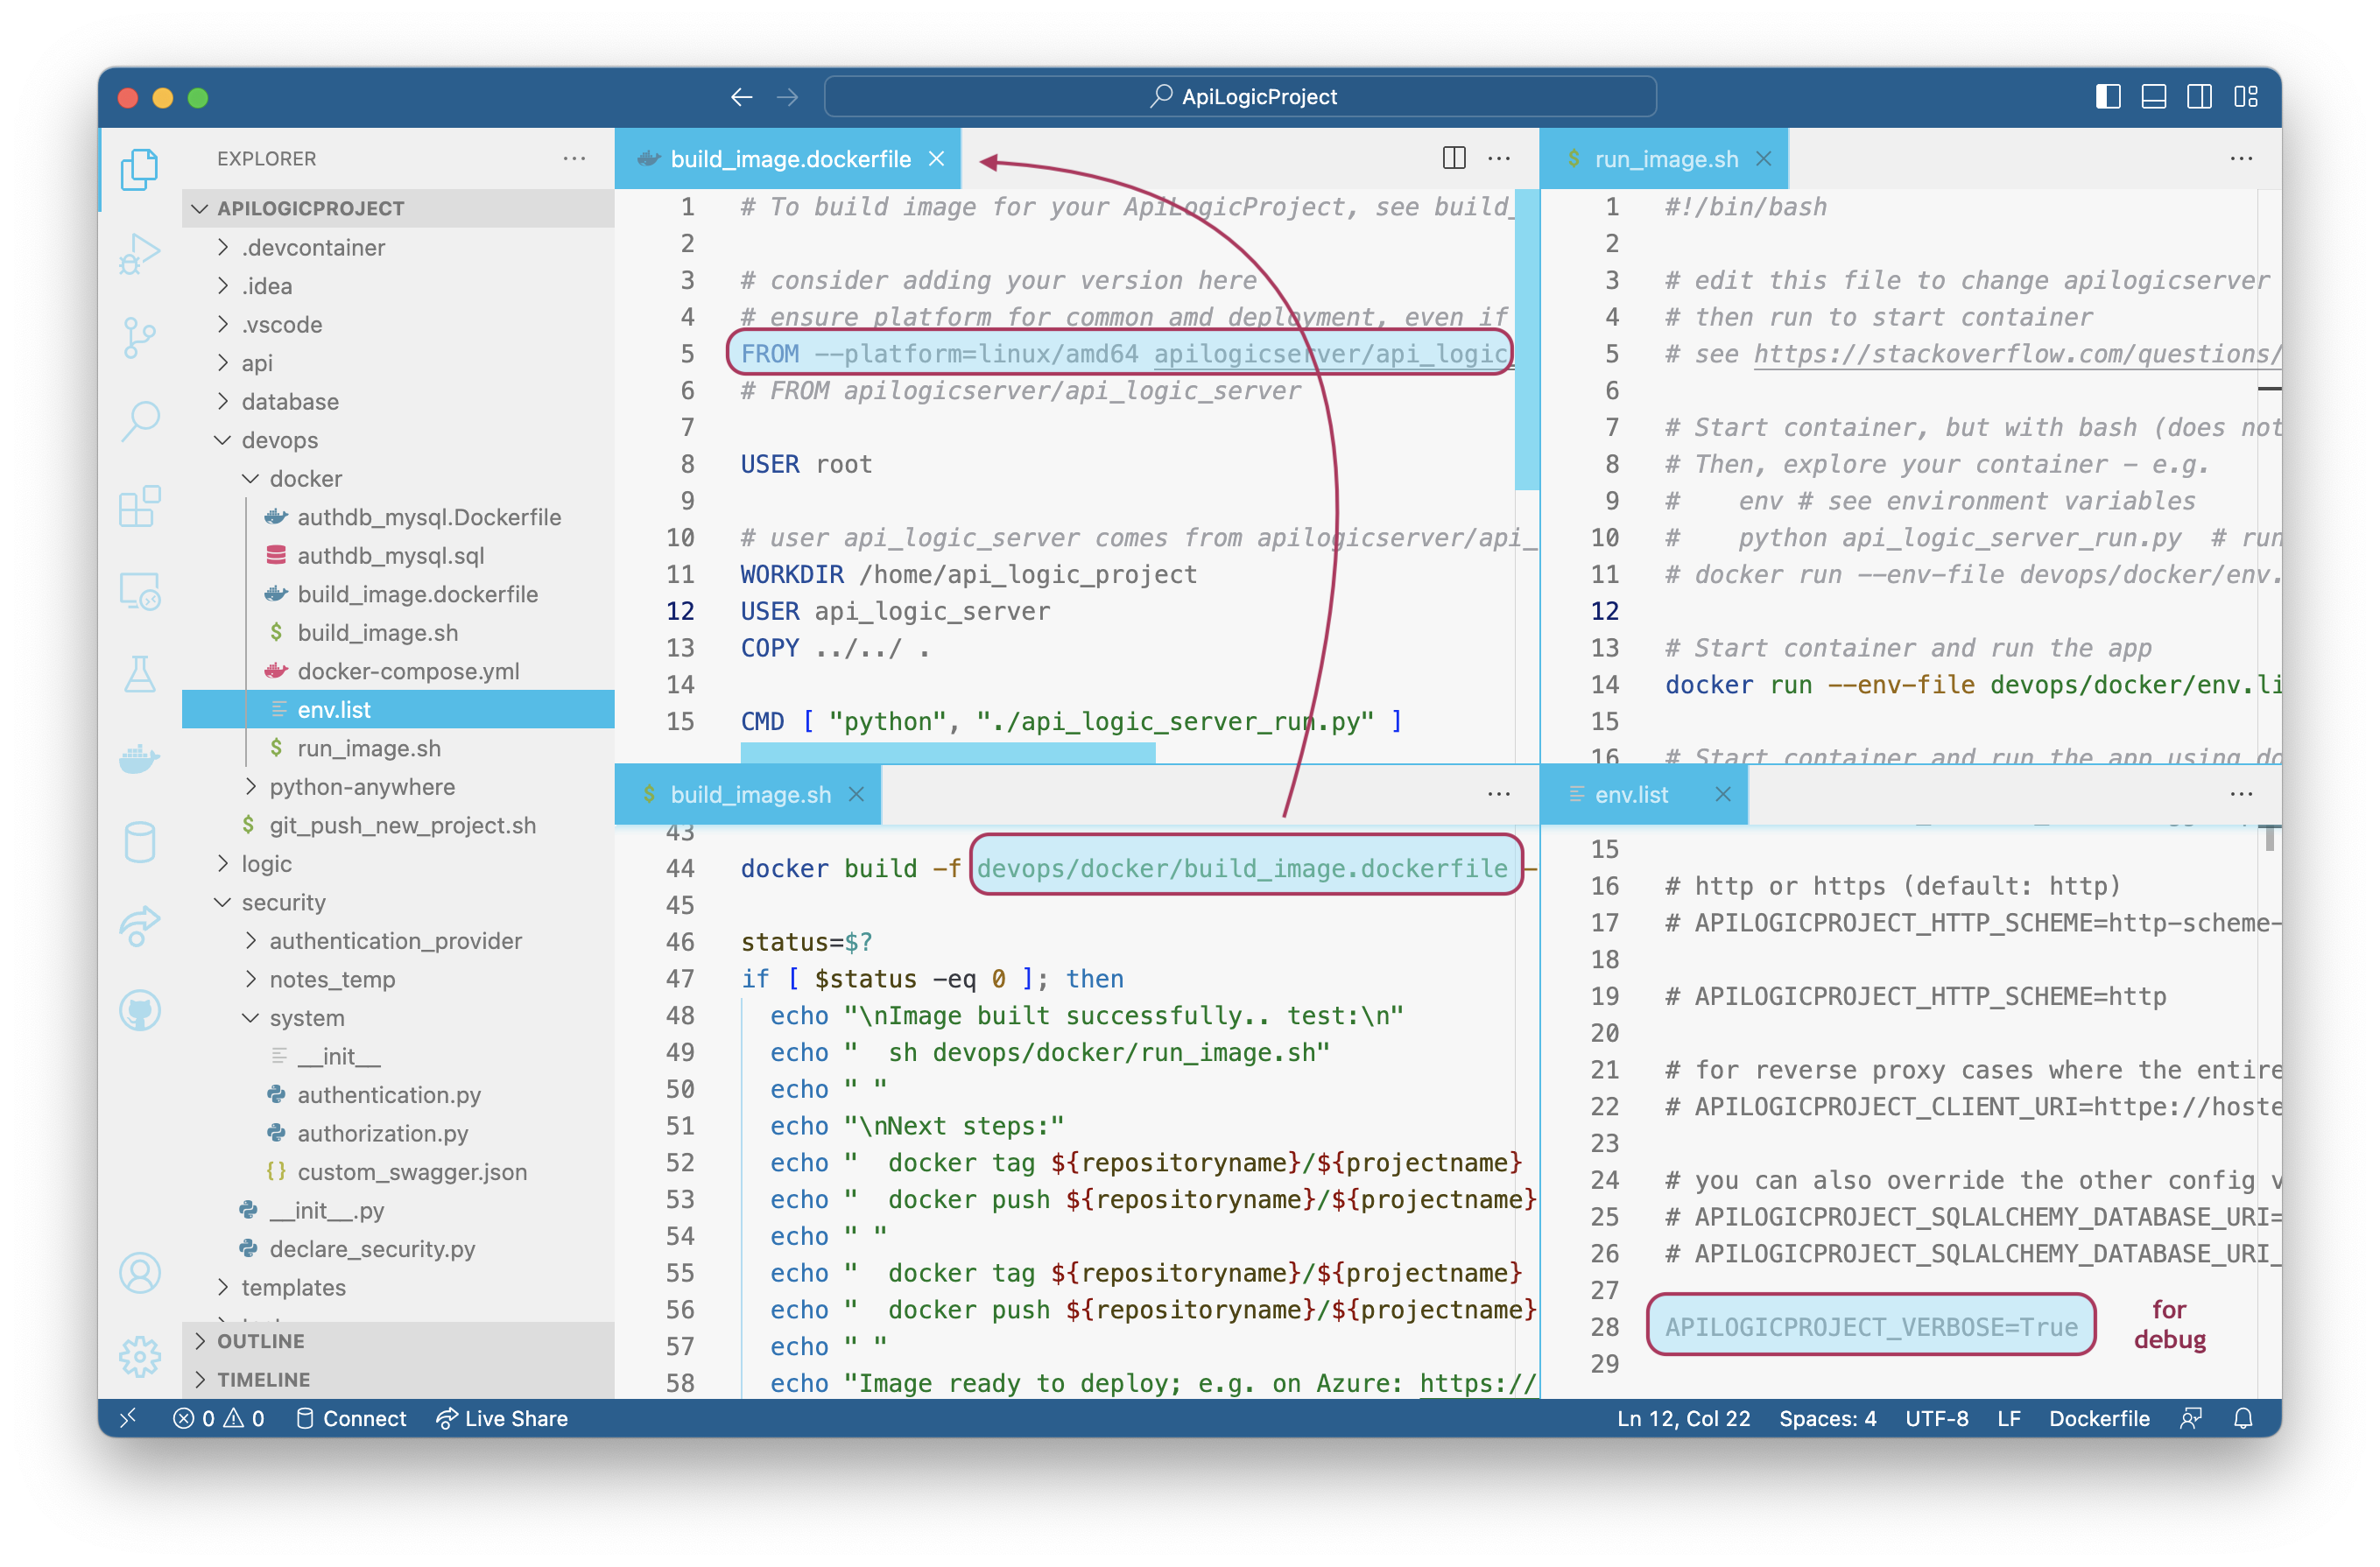 ApiLogicProject
EXPLORER
APILOGICPROJECT
.devcontainer
.idea
.vscode
api
database
devops
docker
authdb_mysql.Dockerfile
authdb_mysql.sql
build_image.dockerfile
build_image.sh
docker-compose.yml
env.list
run_image.sh
python-anywhere
git_push_new_project.sh
logic
security
authentication_provider
notes_temp
system
__init__
authentication.py
authorization.py
custom_swagger.json
__init__.py
declare_security.py
templates
OUTLINE
TIMELINE
build_image.dockerfile
1 # To build image for your ApiLogicProject, see build_
2
3 # consider adding your version here
4 # ensure platform for common amd deployment, even if
5 FROM --platform=linux/amd64 apilogicserver/api_logic_
6 # FROM apilogicserver/api_logic_server
7
8 USER root
9
10 # user api_logic_server comes from apilogicserver/api_
11 WORKDIR /home/api_logic_project
12 USER api_logic_server
13 COPY ../../ .
14
15 CMD [ "python", "./api_logic_server_run.py" ]
run_image.sh
1 #!/bin/bash
2
3 # edit this file to change apilogicserver
4 # then run to start container
5 # see https://stackoverflow.com/questions/
6
7 # Start container, but with bash (does not
8 # Then, explore your container - e.g.
9 #    env # see environment variables
10 #    python api_logic_server_run.py  # run
11 # docker run --env-file devops/docker/env.
12
13 # Start container and run the app
14 docker run --env-file devops/docker/env.li
15
16 # Start container and run the app using do
build_image.sh
43
44 docker build -f devops/docker/build_image.dockerfile -
45
46 status=$?
47 if [ $status -eq 0 ]; then
48 echo "\nImage built successfully.. test:\n"
49 echo "  sh devops/docker/run_image.sh"
50 echo " "
51 echo "\nNext steps:"
52 echo "  docker tag ${repositoryname}/${projectname}
53 echo "  docker push ${repositoryname}/${projectname}
54 echo " "
55 echo "  docker tag ${repositoryname}/${projectname}
56 echo "  docker push ${repositoryname}/${projectname}
57 echo " "
58 echo "Image ready to deploy; e.g. on Azure: https://
env.list
15
16 # http or https (default: http)
17 # APILOGICPROJECT_HTTP_SCHEME=http-scheme-
18
19 # APILOGICPROJECT_HTTP_SCHEME=http
20
21 # for reverse proxy cases where the entire
22 # APILOGICPROJECT_CLIENT_URI=httpe://hoste
23
24 # you can also override the other config v
25 # APILOGICPROJECT_SQLALCHEMY_DATABASE_URI=
26 # APILOGICPROJECT_SQLALCHEMY_DATABASE_URI_
27
28 APILOGICPROJECT_VERBOSE=True
29
for
debug
0 0 Connect Live Share
Ln 12, Col 22 Spaces: 4 UTF-8 LF Dockerfile